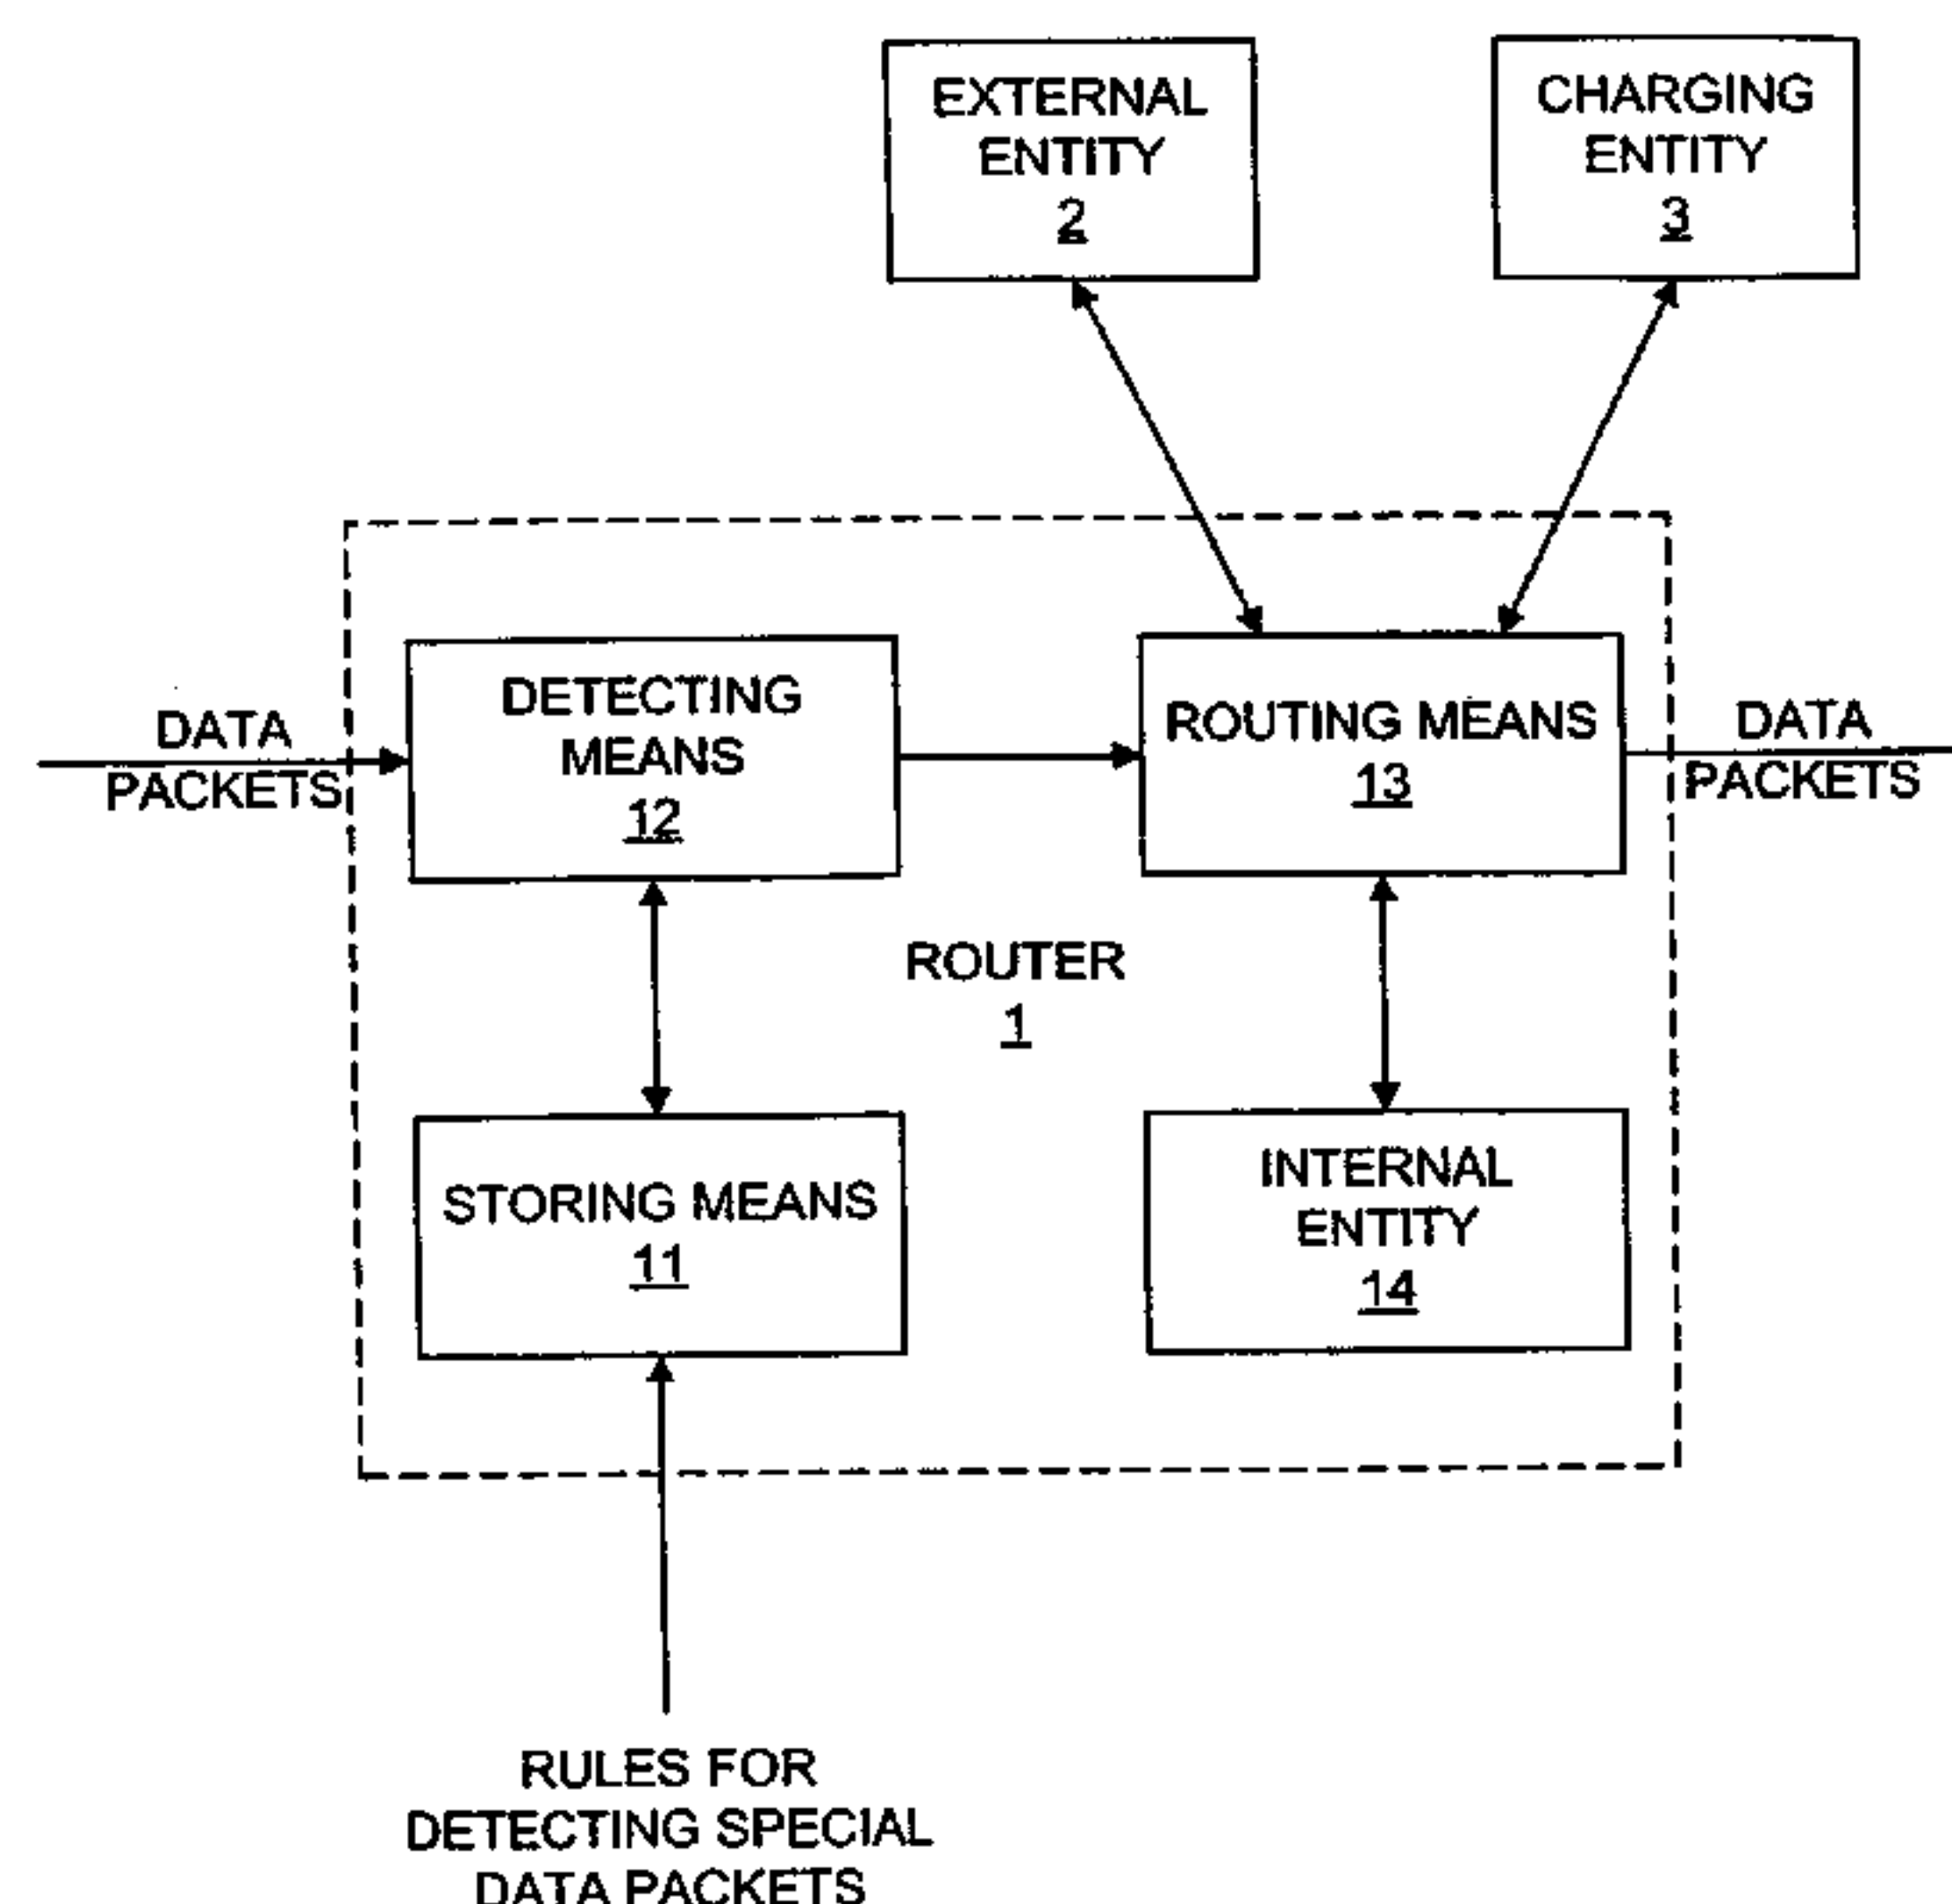 EXTERNAL
ENTITY
2
CHARGING
ENTITY
3
DATA
PACKETS
DETECTING
MEANS
12
ROUTING MEANS
13
DATA
PACKETS
ROUTER
1
STORING MEANS
11
INTERNAL
ENTITY
14
RULES FOR
DETECTING SPECIAL
DATA PACKETS